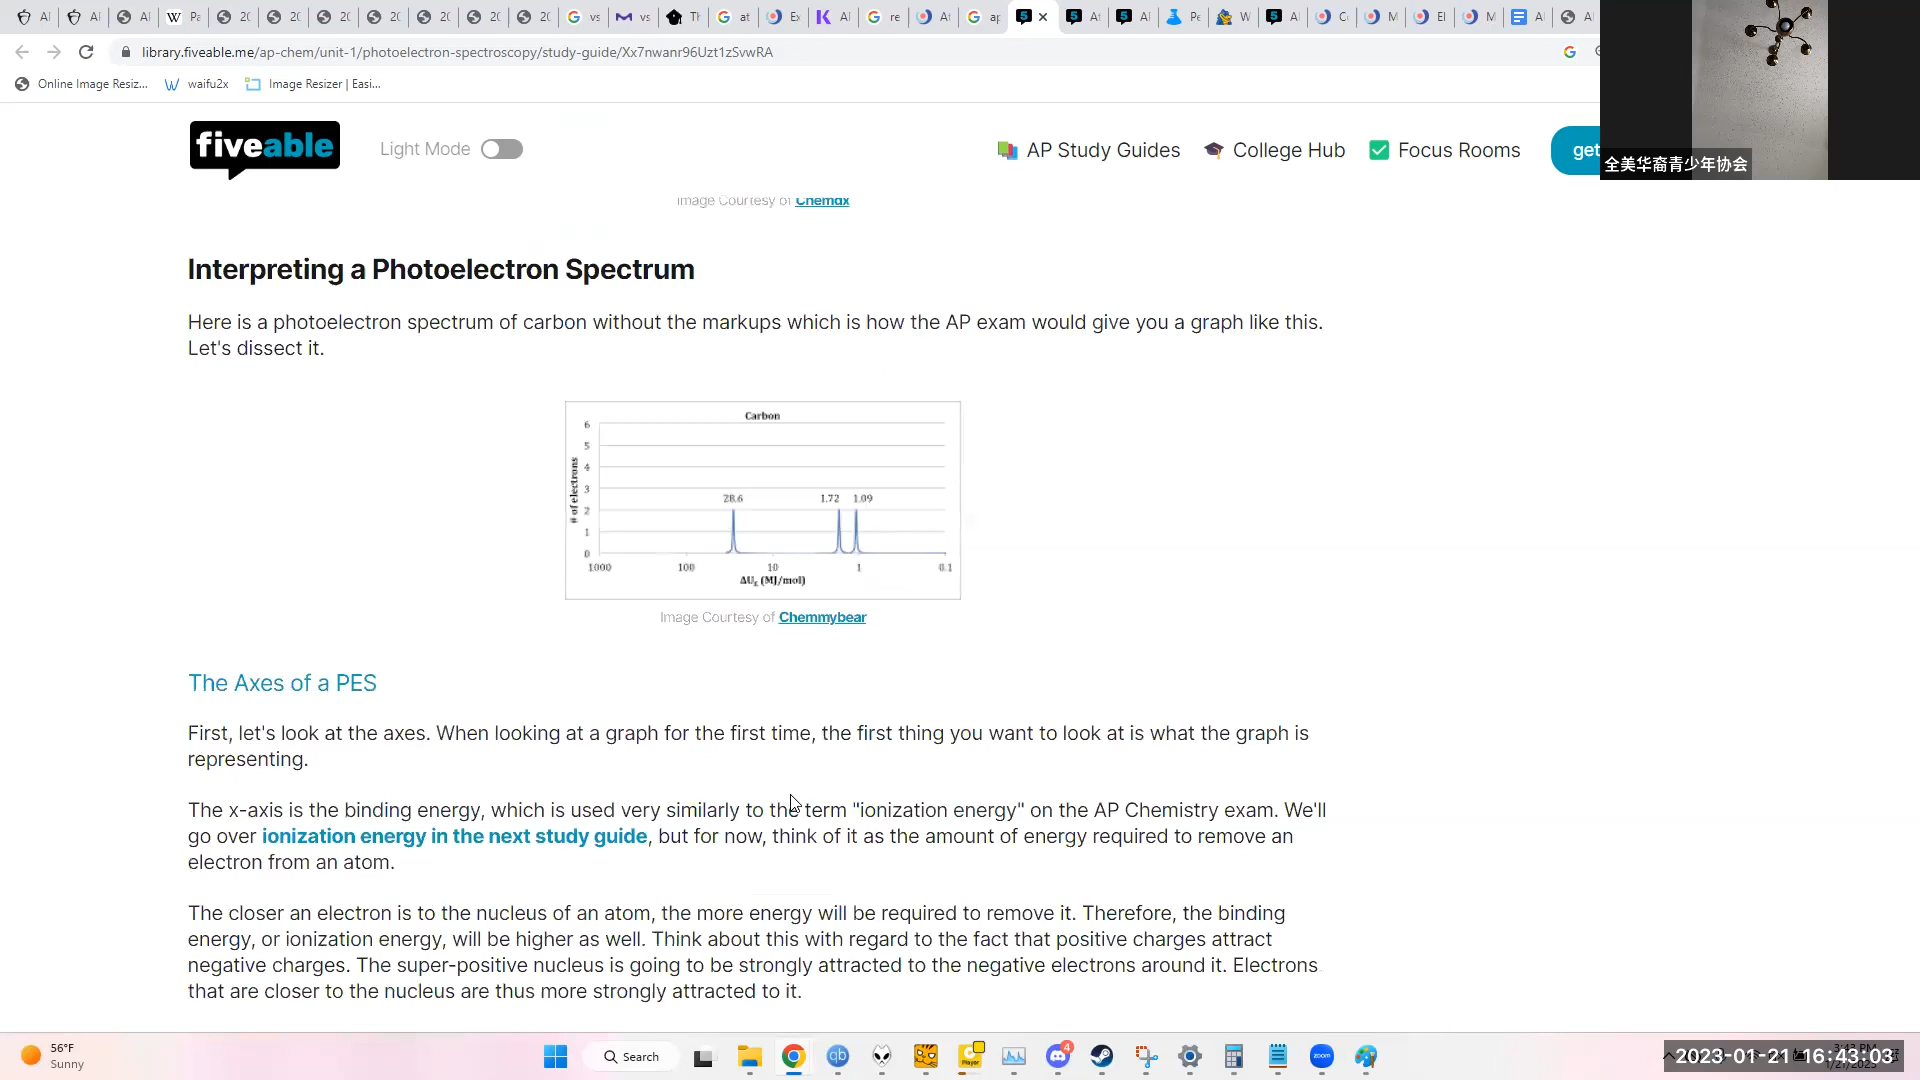 library.fiveable.me/ap-chem/unit-1/photoelectron-spectroscopy/study-guide/Xx7nwanr96Uzt1zSvwRA
Online Image Resiz...
waifu2x
Image Resizer | Easi...
全美华裔青少年协会
fiveable
Light Mode
AP Study Guides
College Hub
Focus Rooms
get
Image Courtesy of Chemdx
Interpreting a Photoelectron Spectrum
Here is a photoelectron spectrum of carbon without the markups which is how the AP exam would give you a graph like this.
Let's dissect it.
Carbon
# of electrons
6
5
4
3
2
1
0
28.6 1.72 1.09
1000 100 10 1 0.1
ΔUE (MJ/mol)
Image Courtesy of Chemmybear
The Axes of a PES
First, let's look at the axes. When looking at a graph for the first time, the first thing you want to look at is what the graph is
representing.
The x-axis is the binding energy, which is used very similarly to the term "ionization energy" on the AP Chemistry exam. We'll
go over ionization energy in the next study guide, but for now, think of it as the amount of energy required to remove an
electron from an atom.
The closer an electron is to the nucleus of an atom, the more energy will be required to remove it. Therefore, the binding
energy, or ionization energy, will be higher as well. Think about this with regard to the fact that positive charges attract
negative charges. The super-positive nucleus is going to be strongly attracted to the negative electrons around it. Electrons
that are closer to the nucleus are thus more strongly attracted to it.
56°F
Sunny
Search
4
zoom
2023-01-21 16:43:03